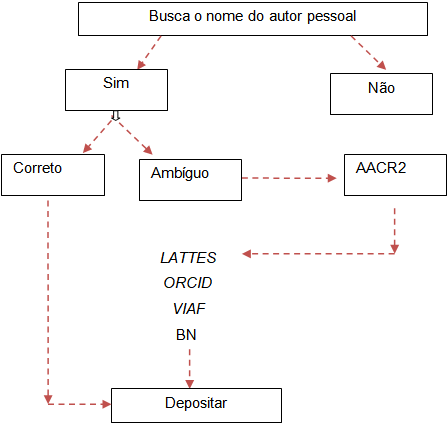 Busca o nome do autor pessoal
Sim
Não
Correto
Ambíguo
AACR2
LATTES
ORCID
VIAF
BN
Depositar